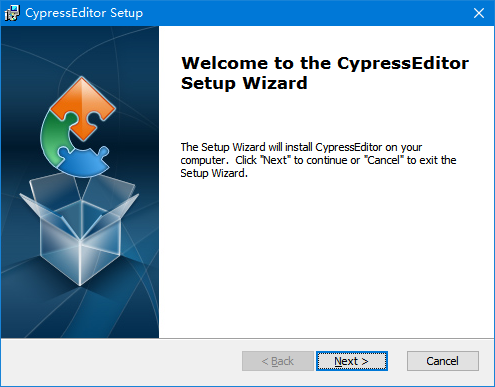 CypressEditor Setup
Welcome to the CypressEditor
Setup Wizard
The Setup Wizard will install CypressEditor on your
computer.  Click "Next" to continue or "Cancel" to exit the
Setup Wizard.
< Back
Next >
Cancel